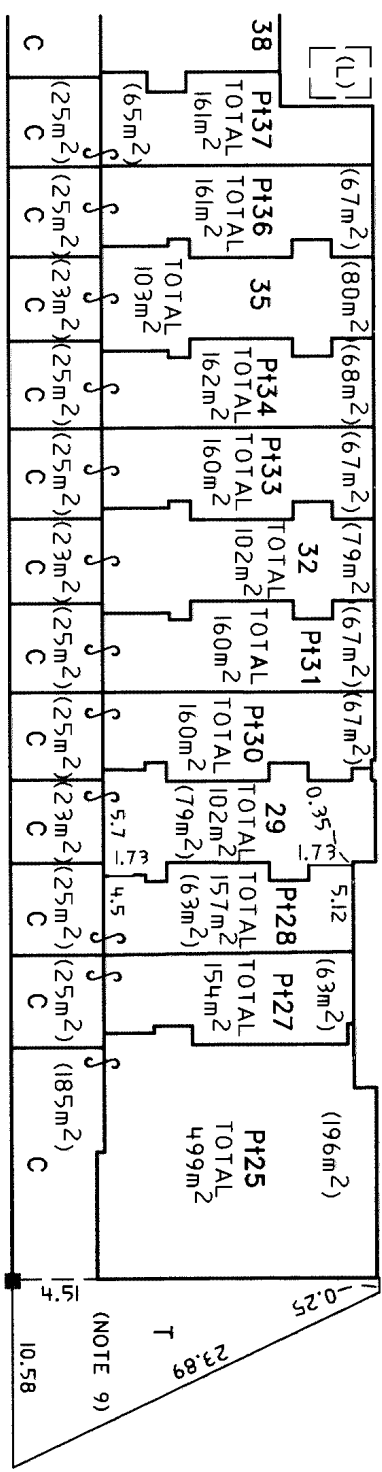 (L)
38
C
Pt37
TOTAL
161m²
(65m²)
(25m²)
C
(67m²)
Pt36
TOTAL
161m²
(25m²)
C
(80m²)
35
TOTAL
103m²
(23m²)
C
(68m²)
Pt34
TOTAL
162m²
(25m²)
C
(67m²)
Pt33
TOTAL
160m²
(25m²)
C
(79m²)
32
TOTAL
102m²
(23m²)
C
(67m²)
Pt31
TOTAL
160m²
(25m²)
C
(67m²)
Pt30
TOTAL
160m²
(25m²)
C
0.35
1.73
29
TOTAL
102m²
(79m²)
5.7
1.73
(23m²)
C
5.12
Pt28
TOTAL
157m²
(63m²)
4.5
(25m²)
C
(63m²)
Pt27
TOTAL
154m²
(25m²)
C
(196m²)
Pt25
TOTAL
499m²
(185m²)
C
0.25
23.89
T
(NOTE 9)
4.51
10.58